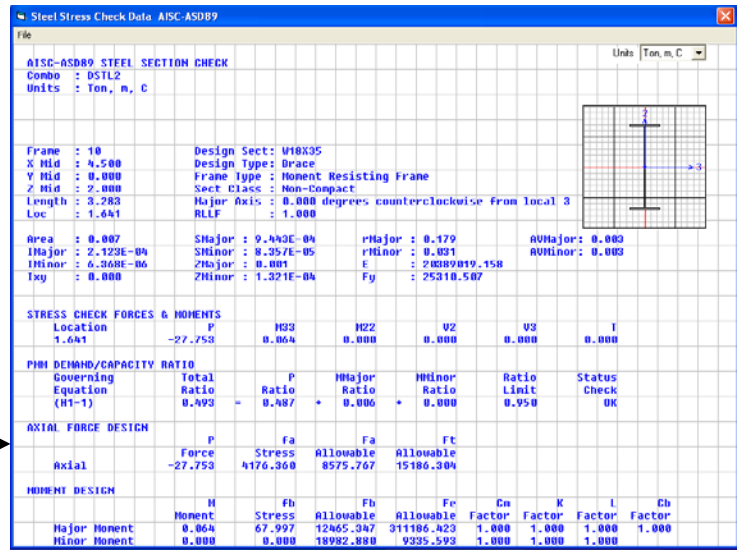 Steel Stress Check Data AISC-ASD89
File
Units Ton, m, C
AISC-ASD89 STEEL SECTION CHECK
Combo : DSTL2
Units : Ton, m, C
2
3
Frame : 10 Design Sect: W18X35
X Mid : 4.500 Design Type: Brace
Y Mid : 0.000 Frame Type : Moment Resisting Frame
Z Mid : 2.000 Sect Class : Non-Compact
Length : 3.283 Major Axis : 0.000 degrees counterclockwise from local 3
Loc : 1.641 RLLF : 1.000
Area : 0.007 SMajor : 9.443E-04 rMajor : 0.179 AVMajor: 0.003
IMajor : 2.123E-04 SMinor : 8.357E-05 rMinor : 0.031 AVMinor: 0.003
IMinor : 6.368E-06 ZMajor : 0.001 E : 20389019.158
Ixy : 0.000 ZMinor : 1.321E-04 Fy : 25310.507
STRESS CHECK FORCES & MOMENTS
Location P M33 M22 V2 V3 T
1.641 -27.753 0.064 0.000 0.000 0.000 0.000
PMM DEMAND/CAPACITY RATIO
Governing Total P MMajor MMinor Ratio Status
Equation Ratio Ratio Ratio Ratio Limit Check
(H1-1) 0.493 = 0.487 + 0.006 + 0.000 0.950 OK
AXIAL FORCE DESIGN
P fa Fa Ft
Force Stress Allowable Allowable
Axial -27.753 4176.360 8575.767 15186.304
MOMENT DESIGN
M fb Fb Fe Cm K L Cb
Moment Stress Allowable Allowable Factor Factor Factor Factor
Major Moment 0.064 67.997 12465.347 311186.423 1.000 1.000 1.000 1.000
Minor Moment 0.000 0.000 18982.880 9335.593 1.000 1.000 1.000